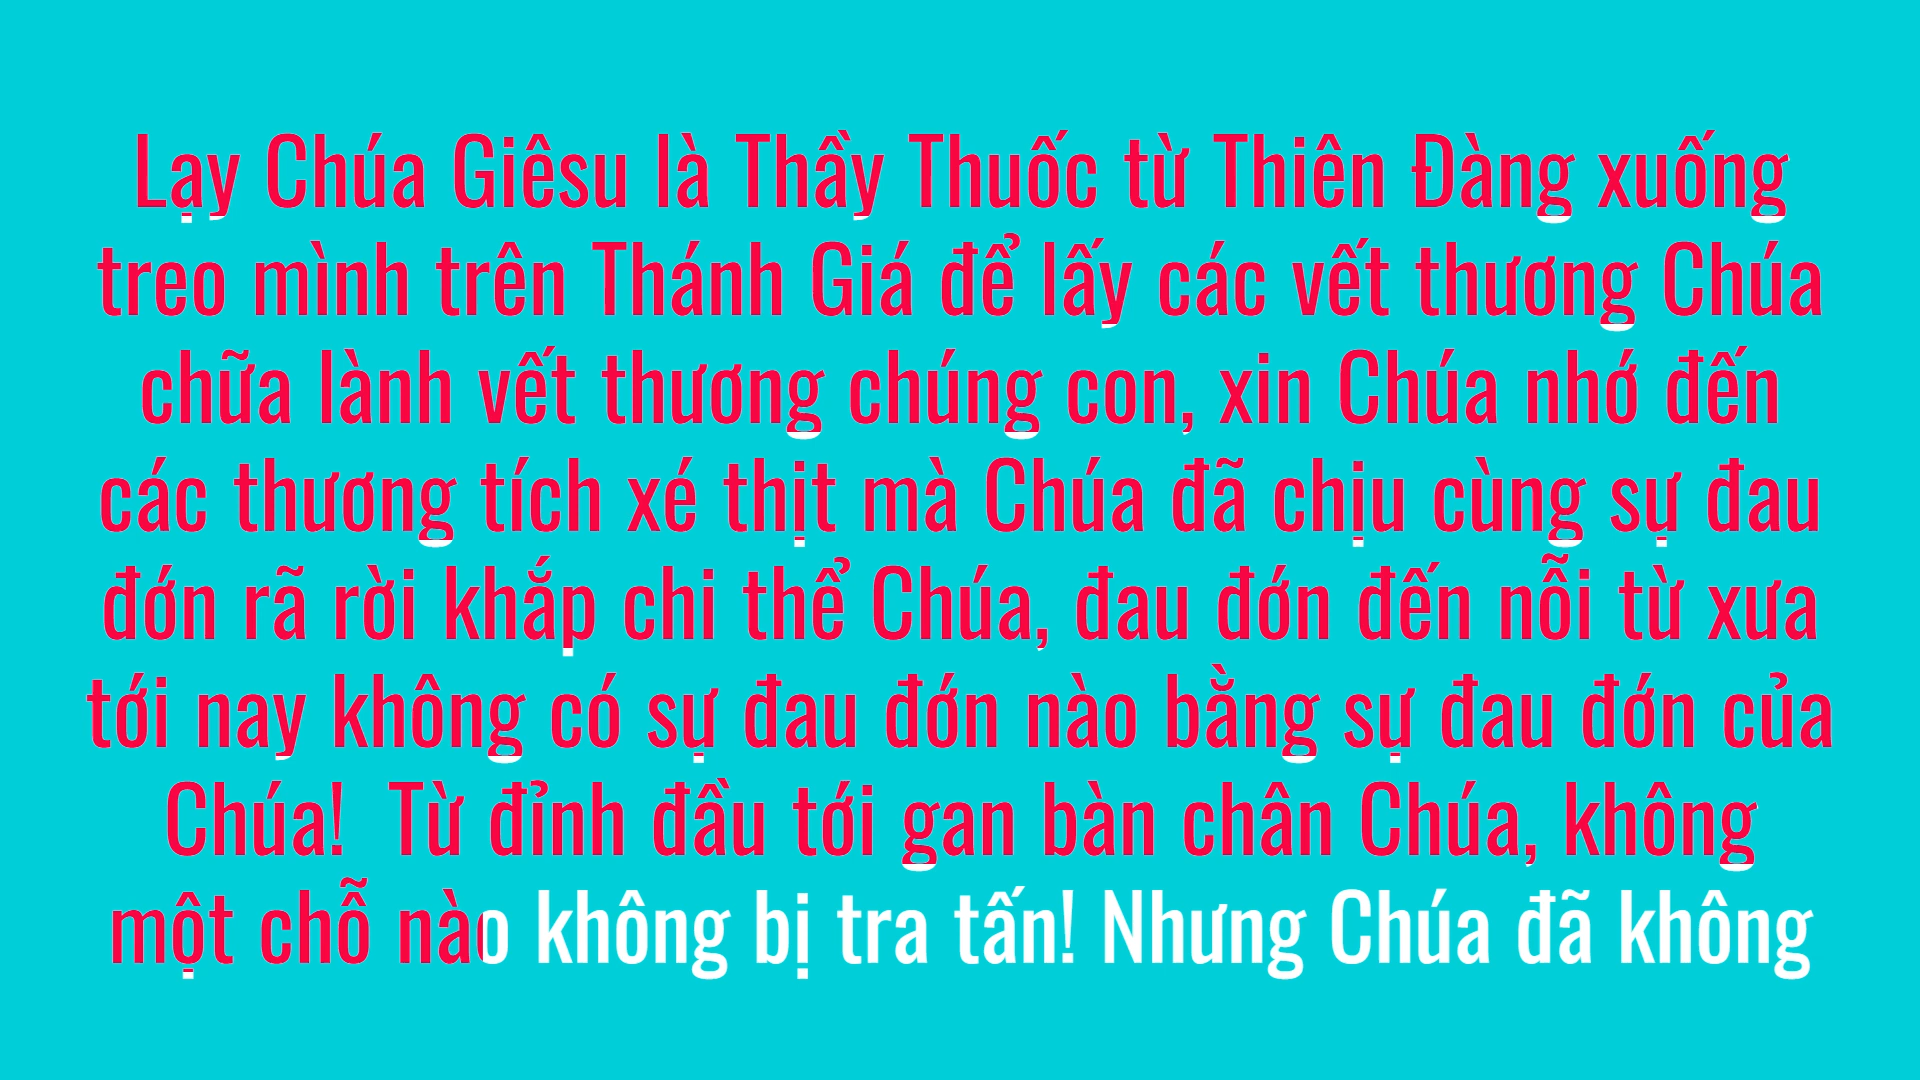 Lạy Chúa Giêsu là Thầy Thuốc từ Thiên Đàng xuống
treo mình trên Thánh Giá để lấy các vết thương Chúa
chữa lành vết thương chúng con, xin Chúa nhớ đến
các thương tích xé thịt mà Chúa đã chịu cùng sự đau
đớn rã rời khắp chi thể Chúa, đau đớn đến nỗi từ xưa
tới nay không có sự đau đớn nào bằng sự đau đớn của
Chúa!  Từ đỉnh đầu tới gan bàn chân Chúa, không
một chỗ nào không bị tra tấn! Nhưng Chúa đã không